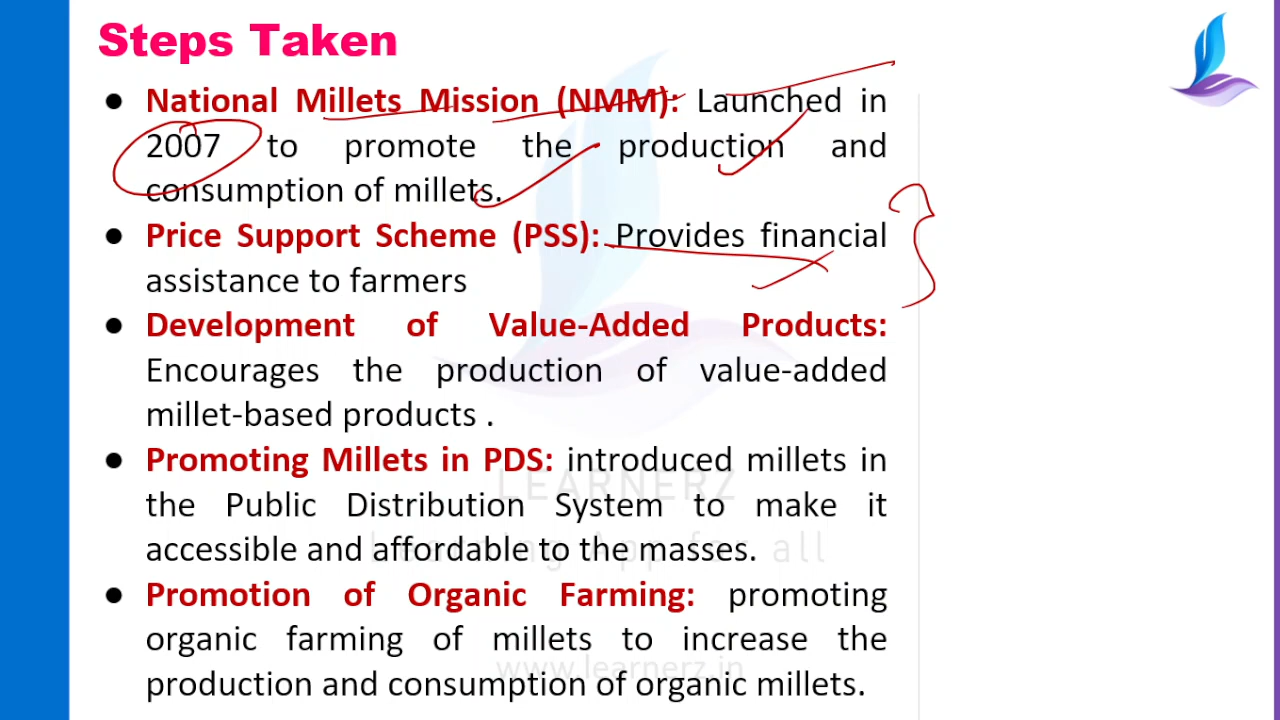 Steps Taken
● National Millets Mission (NMM): Launched in
2007 to promote the production and
consumption of millets.
● Price Support Scheme (PSS): Provides financial
assistance to farmers
● Development of Value-Added Products:
Encourages the production of value-added
millet-based products .
● Promoting Millets in PDS: introduced millets in
the Public Distribution System to make it
accessible and affordable to the masses.
● Promotion of Organic Farming: promoting
organic farming of millets to increase the
production and consumption of organic millets.
LEARNERZ
Learning App for all
www.learnerz.in